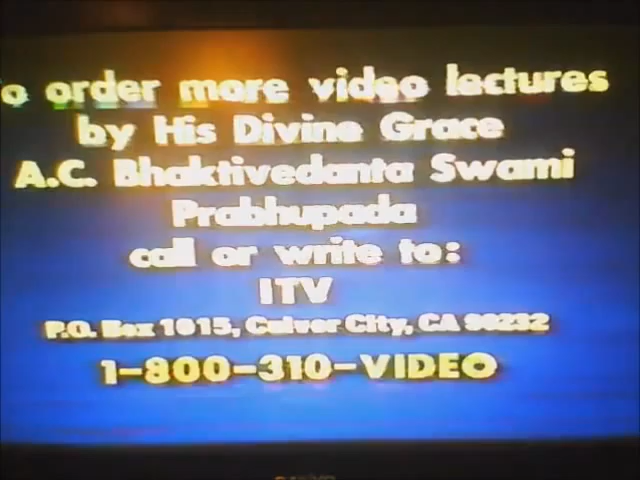 o order more video lectures
by His Divine Grace
A.C. Bhaktivedanta Swami
Prabhupada
call or write to:
ITV
P.O. Box 1015, Culver City, CA 90232
1-800-310-VIDEO